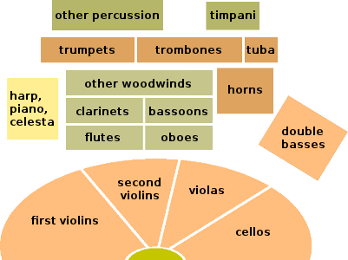 other percussion
timpani
trumpets
trombones
tuba
harp,
piano,
celesta
other woodwinds
horns
clarinets
bassoons
flutes
oboes
double
basses
first violins
second
violins
violas
cellos